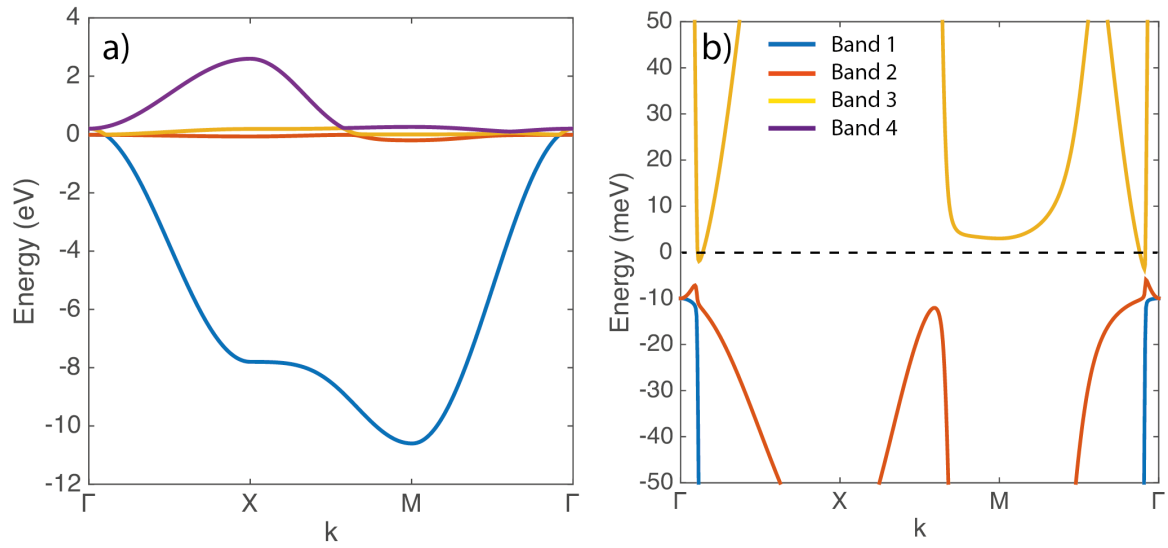 a)
4
2
0
-2
-4
-6
-8
-10
-12
Energy (eV)
Γ
X
M
Γ
k
b)
Band 1
Band 2
Band 3
Band 4
50
40
30
20
10
0
-10
-20
-30
-40
-50
Energy (meV)
Γ
X
M
Γ
k